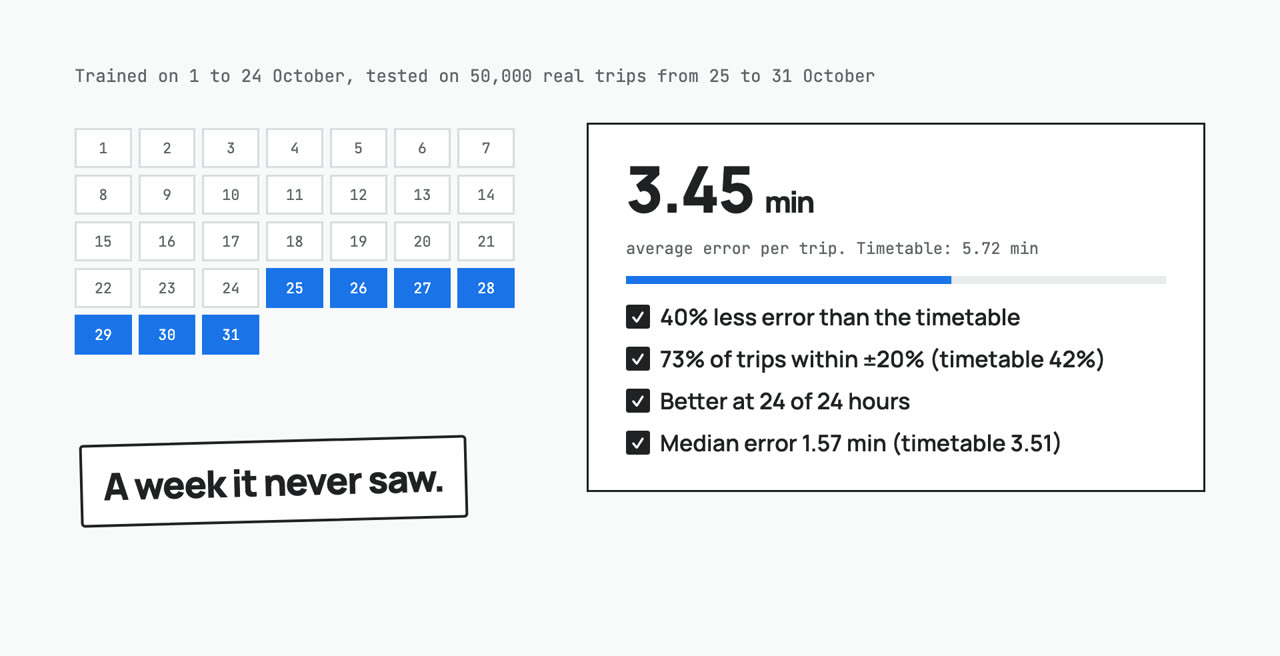 Trained on 1 to 24 October, tested on 50,000 real trips from 25 to 31 October
1 2 3 4 5 6 7
8 9 10 11 12 13 14
15 16 17 18 19 20 21
22 23 24 25 26 27 28
29 30 31
A week it never saw.
3.45 min
average error per trip. Timetable: 5.72 min
40% less error than the timetable
73% of trips within ±20% (timetable 42%)
Better at 24 of 24 hours
Median error 1.57 min (timetable 3.51)